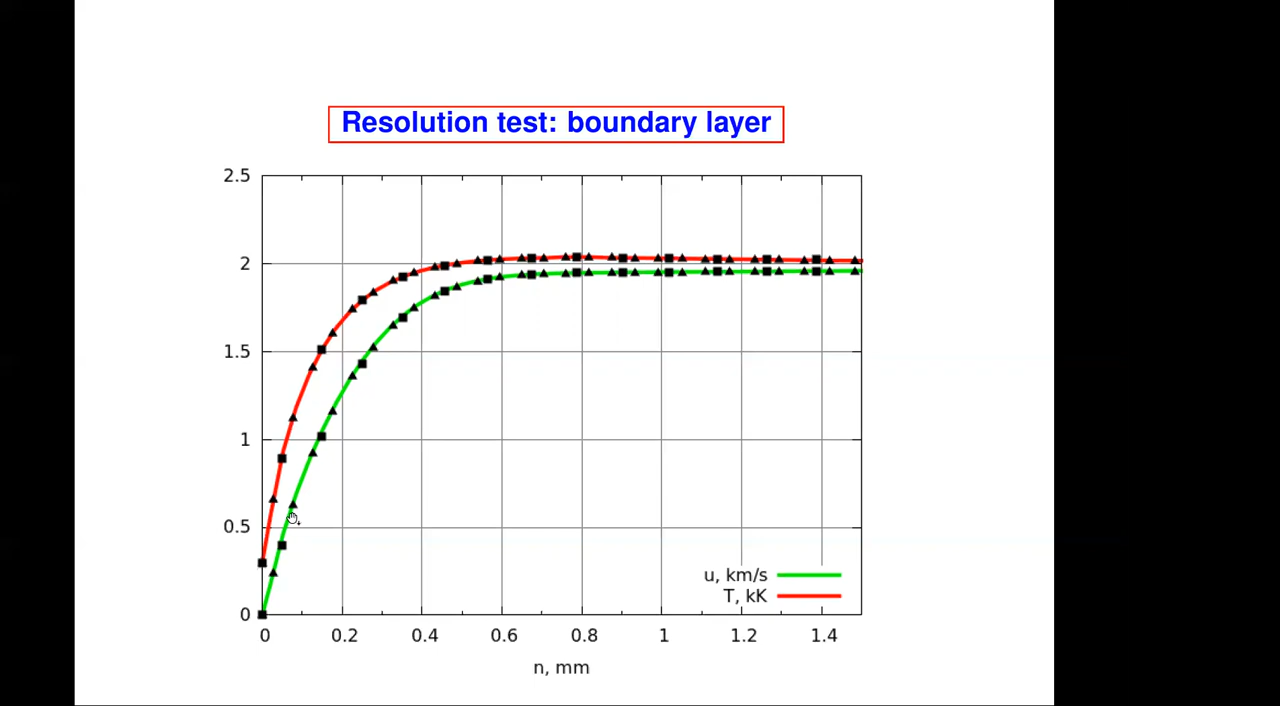 Resolution test: boundary layer
2.5
2
1.5
1
0.5
0
u, km/s
T, kK
0 0.2 0.4 0.6 0.8 1 1.2 1.4
n, mm